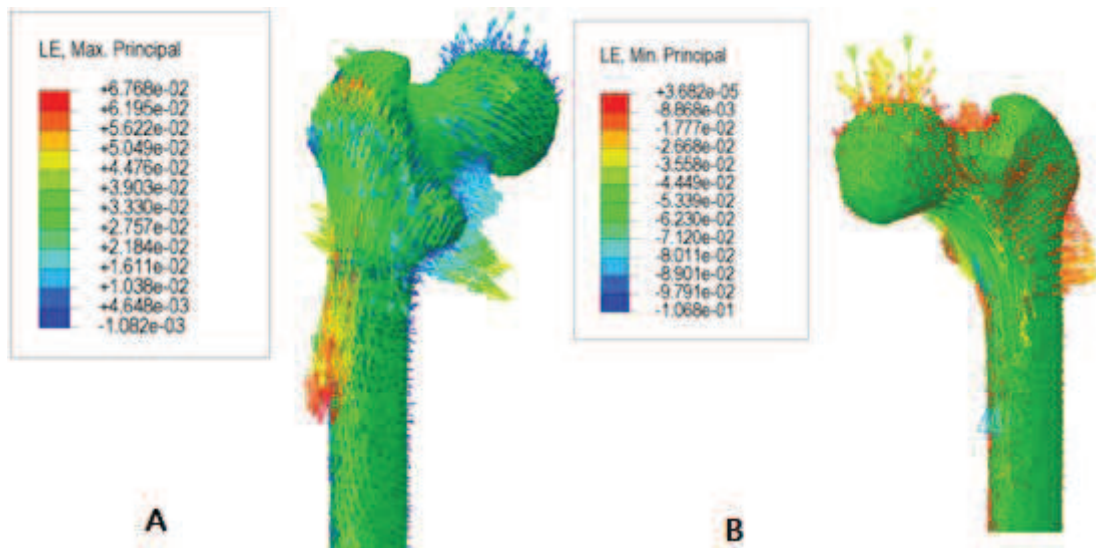 LE, Max. Principal
+6.768e-02
+6.195e-02
+5.622e-02
+5.049e-02
+4.476e-02
+3.903e-02
+3.330e-02
+2.757e-02
+2.184e-02
+1.611e-02
+1.038e-02
+4.648e-03
-1.082e-03
A
LE, Min. Principal
+3.682e-05
-8.868e-03
-1.777e-02
-2.668e-02
-3.558e-02
-4.449e-02
-5.339e-02
-6.230e-02
-7.120e-02
-8.011e-02
-8.901e-02
-9.791e-02
-1.068e-01
B